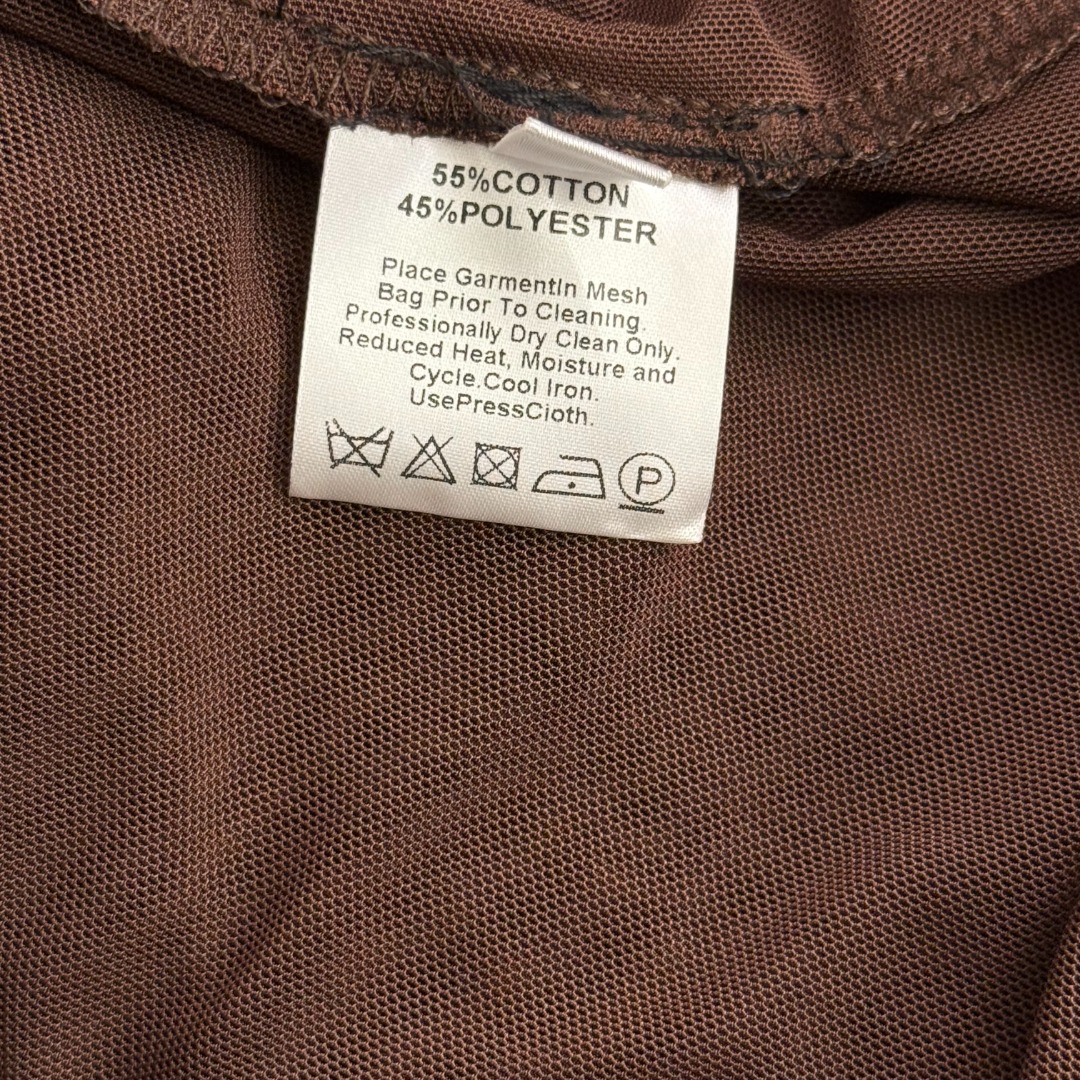 55%COTTON
45%POLYESTER
Place GarmentIn Mesh
Bag Prior To Cleaning.
Professionally Dry Clean Only.
Reduced Heat, Moisture and
Cycle.Cool Iron.
UsePressCloth.
P